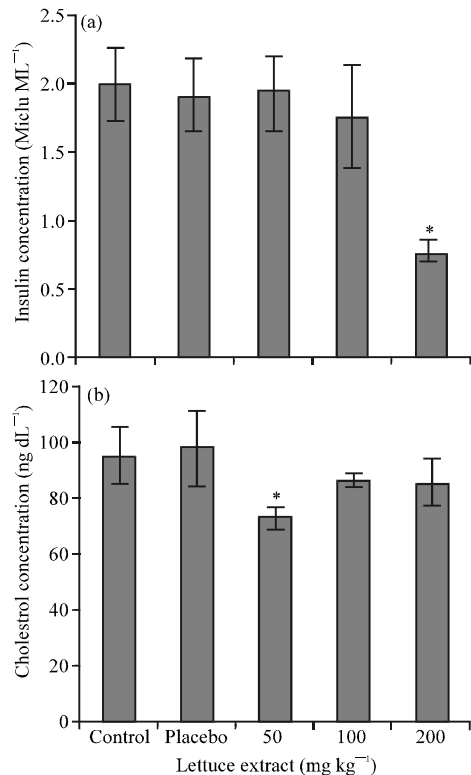 (a)
Insulin concentration (Miclu ML⁻¹)
2.5
2.0
1.5
1.0
0.5
0.0
*
(b)
Cholestrol concentration (ng dL⁻¹)
120
100
80
60
40
20
0
*
Control Placebo 50 100 200
Lettuce extract (mg kg⁻¹)